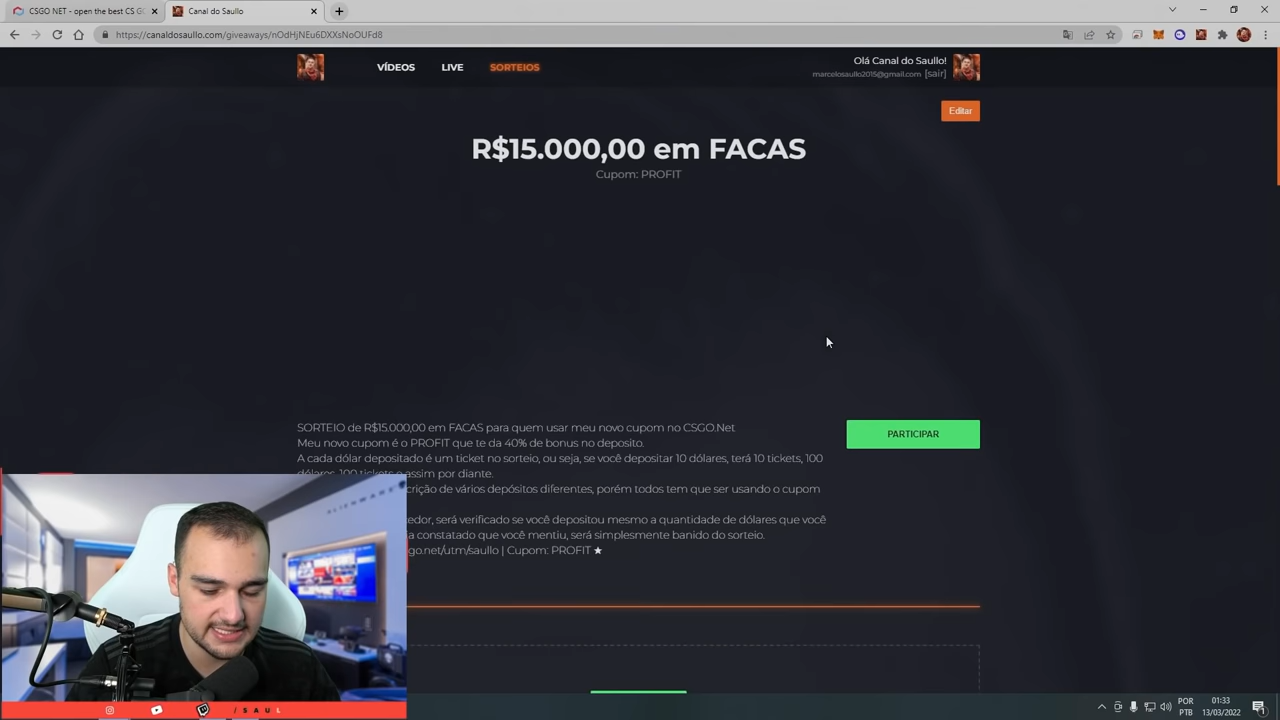 CSGO NET - open the best CS GO
Canal do Saullo
https://canaldosaullo.com/giveaways/nOdHjNEu6DXXsNoOUFd8
VÍDEOS
LIVE
SORTEIOS
Olá Canal do Saullo!
marcelosaullo2015@gmail.com [sair]
Editar
R$15.000,00 em FACAS
Cupom: PROFIT
SORTEIO de R$15.000,00 em FACAS para quem usar meu novo cupom no CSGO.Net
Meu novo cupom é o PROFIT que te da 40% de bonus no deposito.
A cada dólar depositado é um ticket no sorteio, ou seja, se você depositar 10 dólares, terá 10 tickets, 100
dólares, 100 tickets e assim por diante.
crição de vários depósitos diferentes, porém todos tem que ser usando o cupom
edor, será verificado se você depositou mesmo a quantidade de dólares que você
a constatado que você mentiu, será simplesmente banido do sorteio.
go.net/utm/saullo | Cupom: PROFIT ★
PARTICIPAR
ALIENWARE
/ S A U L
POR
PTB
01:33
13/03/2022